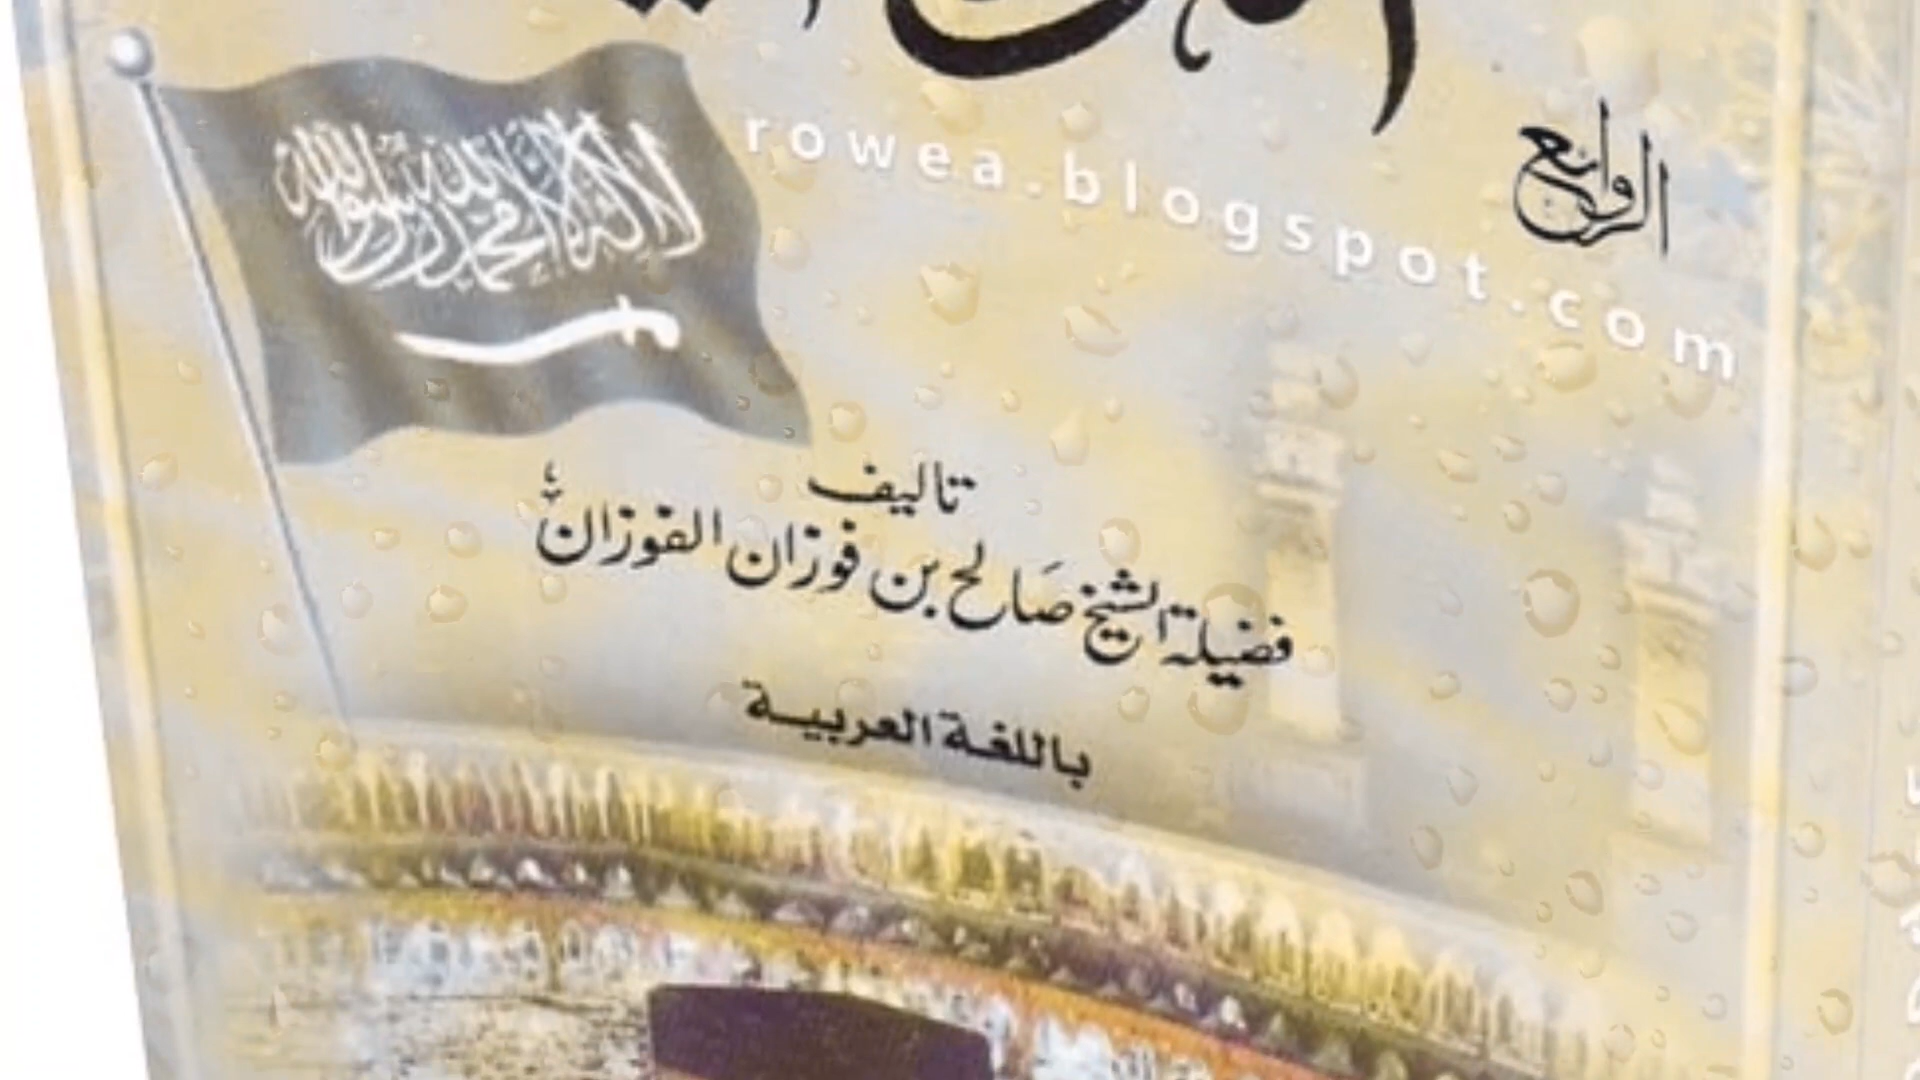 لا إله إلا الله محمد رسول الله
rowea.blogspot.com
الروائع
تأليف
فضيلة الشيخ صالح بن فوزان الفوزان
باللغة العربية